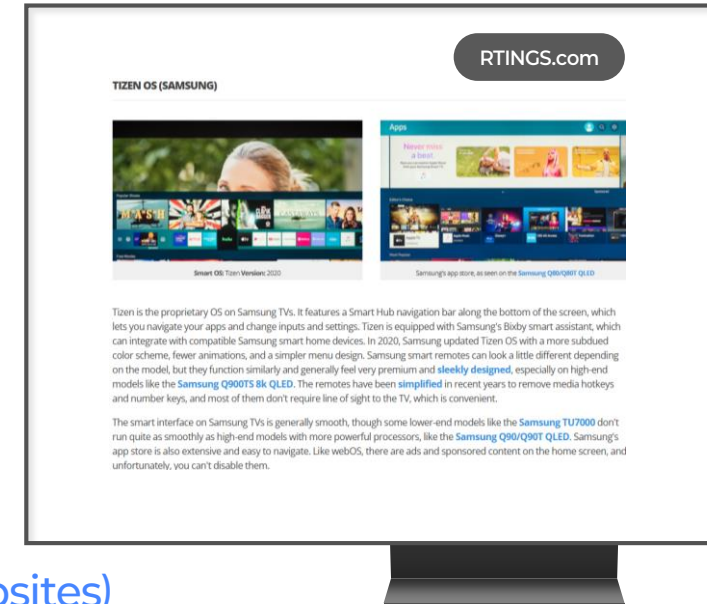 RTINGS.com
TIZEN OS (SAMSUNG)
Apps
Never miss
a beat.
M*A*S*H
hulu
Smart OS: Tizen Version: 2020
Samsung's app store, as seen on the Samsung Q80/Q80T QLED
Tizen is the proprietary OS on Samsung TVs. It features a Smart Hub navigation bar along the bottom of the screen, which
lets you navigate your apps and change inputs and settings. Tizen is equipped with Samsung's Bixby smart assistant, which
can integrate with compatible Samsung smart home devices. In 2020, Samsung updated Tizen OS with a more subdued
color scheme, fewer animations, and a simpler menu design. Samsung smart remotes can look a little different depending
on the model, but they function similarly and generally feel very premium and sleekly designed, especially on high-end
models like the Samsung Q900TS 8k QLED. The remotes have been simplified in recent years to remove media hotkeys
and number keys, and most of them don't require line of sight to the TV, which is convenient.
The smart interface on Samsung TVs is generally smooth, though some lower-end models like the Samsung TU7000 don't
run quite as smoothly as high-end models with more powerful processors, like the Samsung Q90/Q90T QLED. Samsung's
app store is also extensive and easy to navigate. Like webOS, there are ads and sponsored content on the home screen, and
unfortunately, you can't disable them.
osites)